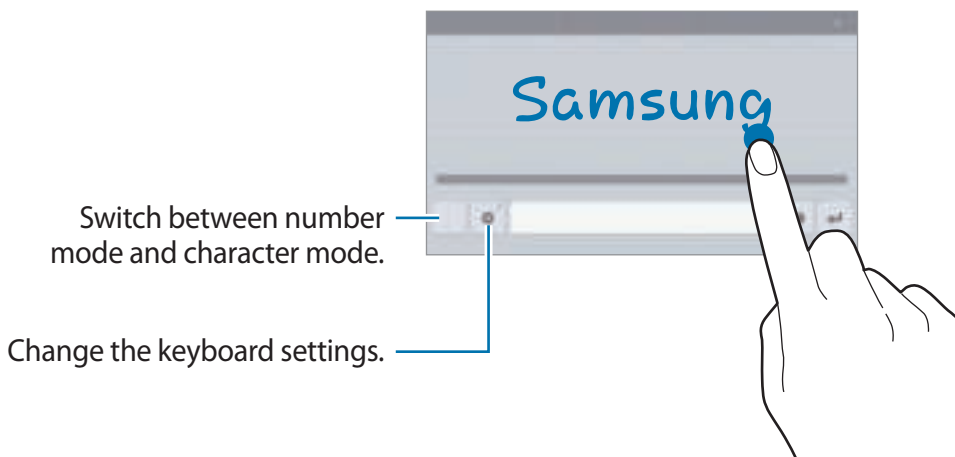 Samsung
Switch between number
mode and character mode.
Change the keyboard settings.